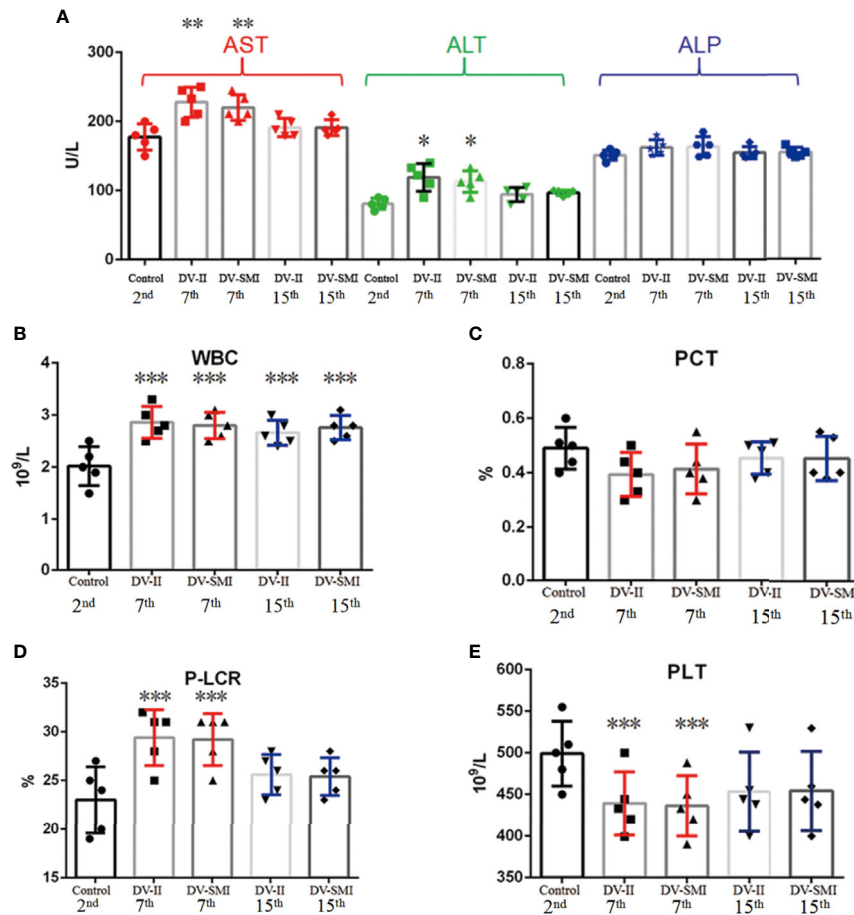 A
** **
AST ALT ALP
300
200
100
0
U/L
* *
Control DV-II DV-SMI DV-II DV-SMI Control DV-II DV-SMI DV-II DV-SMI Control DV-II DV-SMI DV-II DV-SMI
2nd 7th 7th 15th 15th 2nd 7th 7th 15th 15th 2nd 7th 7th 15th 15th
B
WBC
*** *** *** ***
4
3
2
1
0
10⁹/L
Control DV-II DV-SMI DV-II DV-SMI
2nd 7th 7th 15th 15th
C
PCT
0.8
0.6
0.4
0.2
0.0
%
Control DV-II DV-SMI DV-II DV-SMI
2nd 7th 7th 15th 15th
D
P-LCR
*** ***
35
30
25
20
15
%
Control DV-II DV-SMI DV-II DV-SMI
2nd 7th 7th 15th 15th
E
PLT
*** ***
600
550
500
450
400
350
10⁹/L
Control DV-II DV-SMI DV-II DV-SMI
2nd 7th 7th 15th 15th